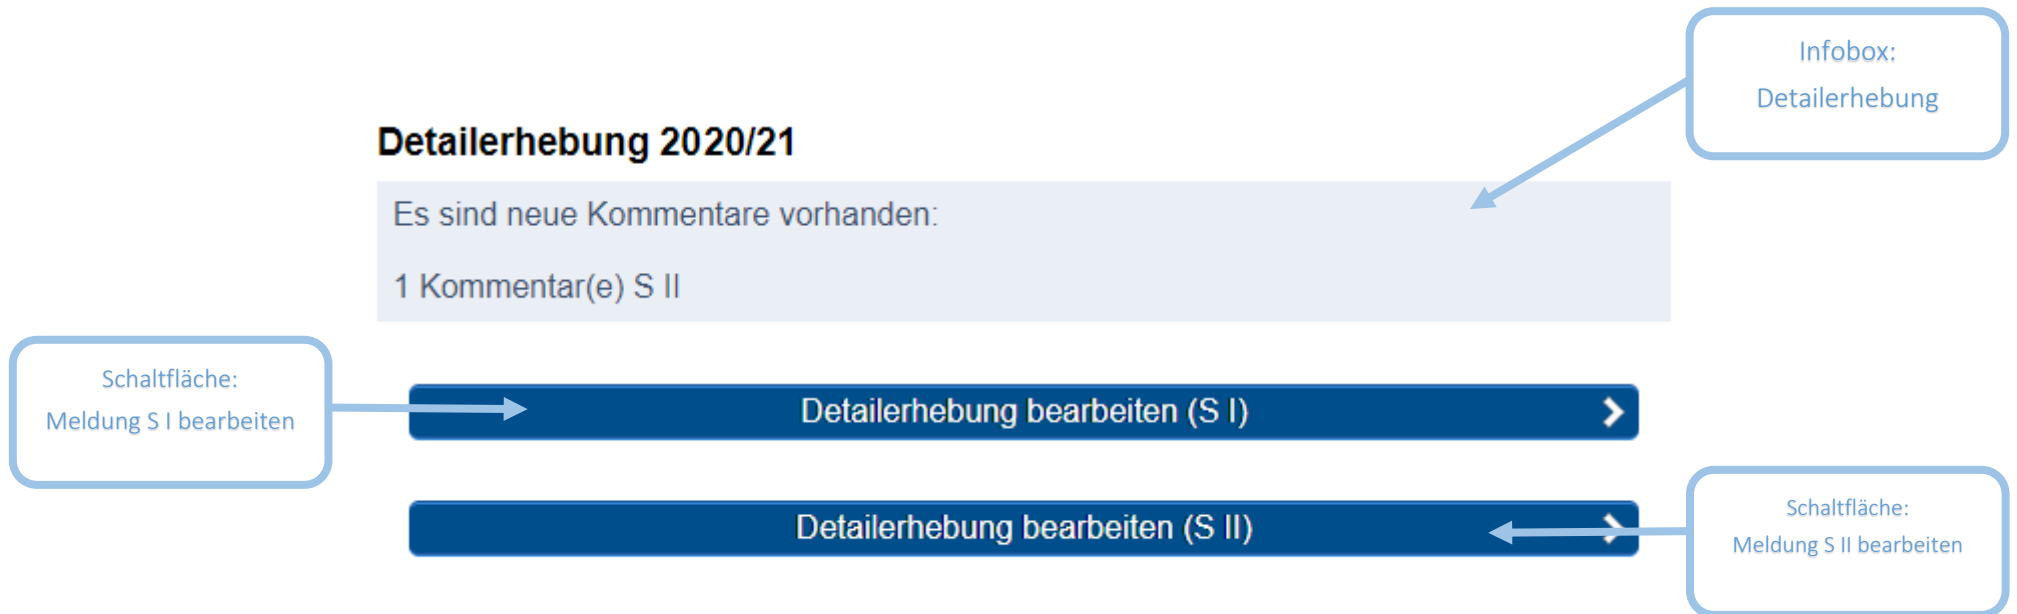 Infobox:
Detailerhebung
Detailerhebung 2020/21
Es sind neue Kommentare vorhanden:
1 Kommentar(e) S II
Schaltfläche:
Meldung S I bearbeiten
Detailerhebung bearbeiten (S I)
Detailerhebung bearbeiten (S II)
Schaltfläche:
Meldung S II bearbeiten